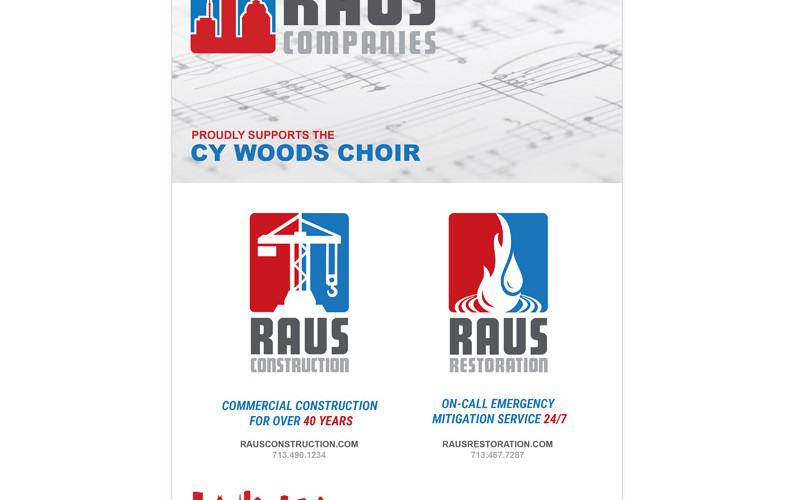 RAUS
COMPANIES
PROUDLY SUPPORTS THE
CY WOODS CHOIR
RAUS
CONSTRUCTION
COMMERCIAL CONSTRUCTION
FOR OVER 40 YEARS
RAUSCONSTRUCTION.COM
713.490.1234
RAUS
RESTORATION
ON-CALL EMERGENCY
MITIGATION SERVICE 24/7
RAUSRESTORATION.COM
713.467.7287